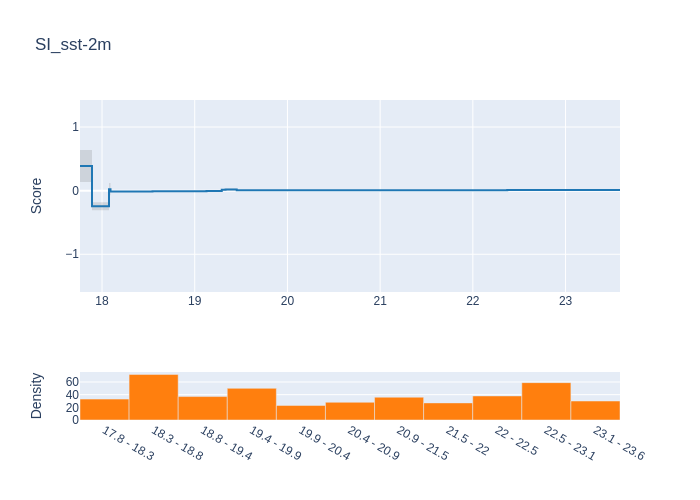 SI_sst-2m
Score
1
0
−1
18
19
20
21
22
23
Density
60
40
20
0
17.8 - 18.3
18.3 - 18.8
18.8 - 19.4
19.4 - 19.9
19.9 - 20.4
20.4 - 20.9
20.9 - 21.5
21.5 - 22
22 - 22.5
22.5 - 23.1
23.1 - 23.6